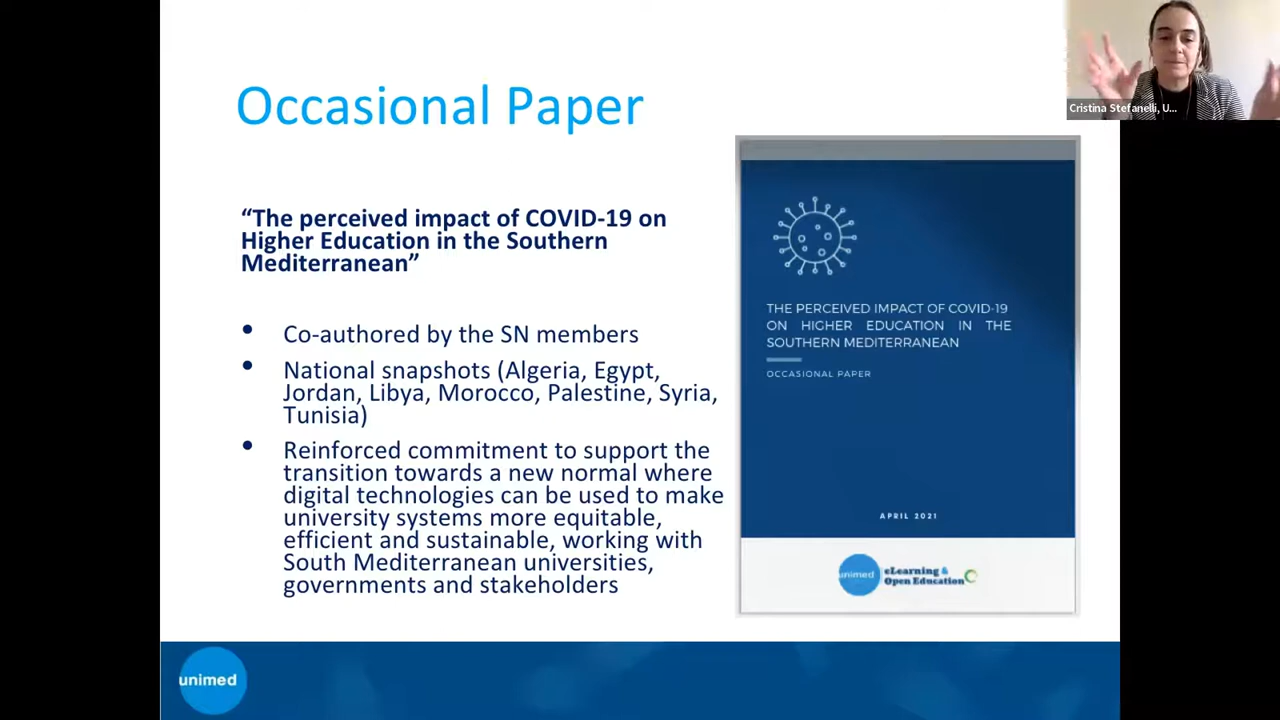 Occasional Paper
Cristina Stefanelli, U...
“The perceived impact of COVID-19 on
Higher Education in the Southern
Mediterranean”
• Co-authored by the SN members
• National snapshots (Algeria, Egypt,
Jordan, Libya, Morocco, Palestine, Syria,
Tunisia)
• Reinforced commitment to support the
transition towards a new normal where
digital technologies can be used to make
university systems more equitable,
efficient and sustainable, working with
South Mediterranean universities,
governments and stakeholders
THE PERCEIVED IMPACT OF COVID-19
ON HIGHER EDUCATION IN THE
SOUTHERN MEDITERRANEAN
OCCASIONAL PAPER
APRIL 2021
unimed
eLearning &
Open Education
unimed